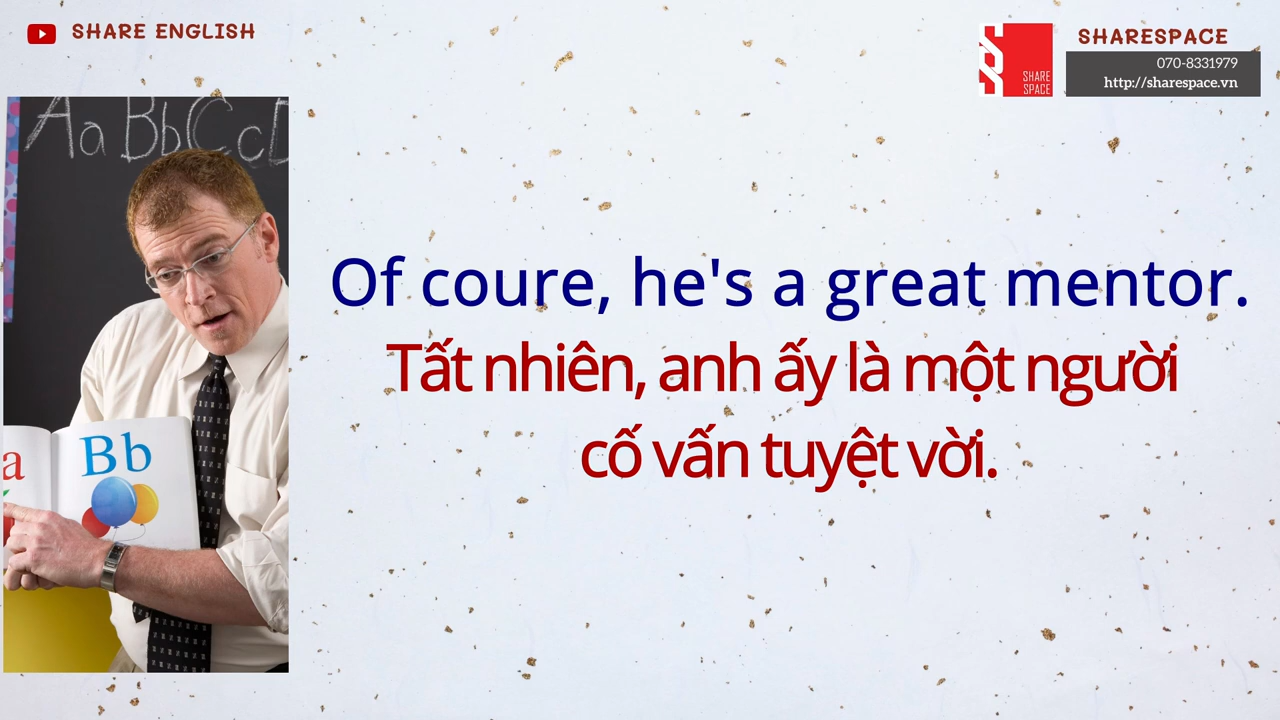 SHARE ENGLISH
SHARE
SPACE
SHARESPACE
070-8331979
http://sharespace.vn
Aa Bb Cc D
a Bb
Of coure, he's a great mentor.
Tất nhiên, anh ấy là một người
cố vấn tuyệt vời.